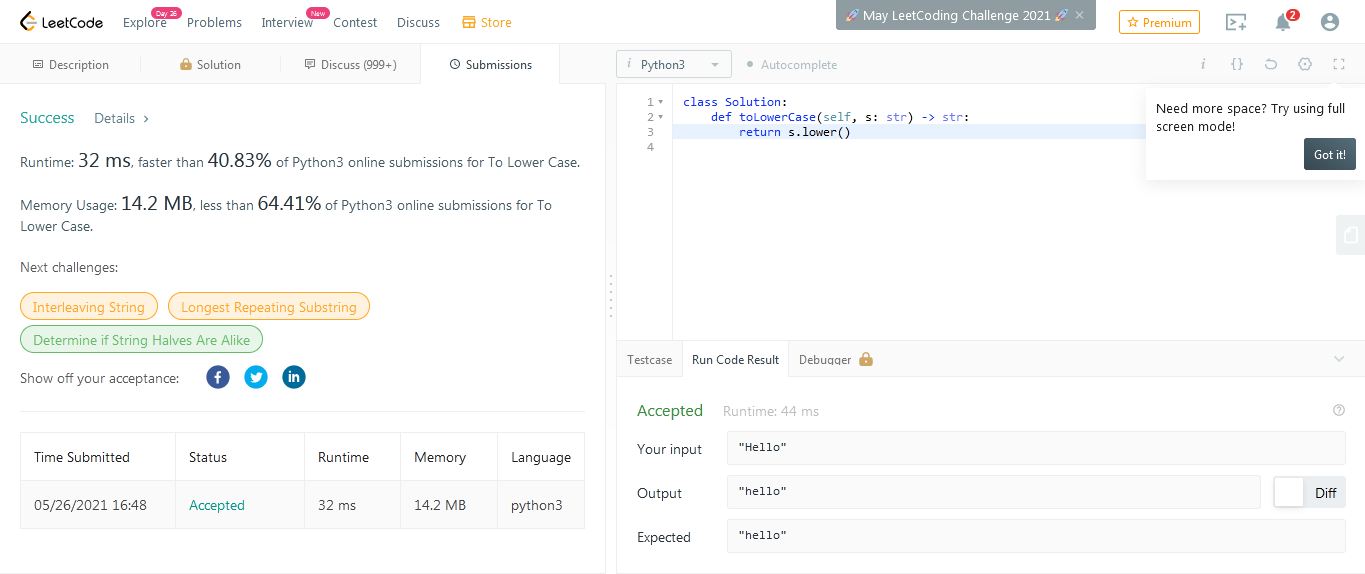 LeetCode Explore Day 26 Problems Interview New Contest Discuss Store 🚀 May LeetCoding Challenge 2021 🚀 × Premium 2
Description Solution Discuss (999+) Submissions
i Python3 Autocomplete i {}
Success Details >
Runtime: 32 ms, faster than 40.83% of Python3 online submissions for To Lower Case.
Memory Usage: 14.2 MB, less than 64.41% of Python3 online submissions for To
Lower Case.
Next challenges:
Interleaving String Longest Repeating Substring
Determine if String Halves Are Alike
Show off your acceptance: f in
Time Submitted Status Runtime Memory Language
05/26/2021 16:48 Accepted 32 ms 14.2 MB python3
1 class Solution:
2 def toLowerCase(self, s: str) -> str:
3 return s.lower()
4
Need more space? Try using full
screen mode!
Got it!
Testcase Run Code Result Debugger
Accepted Runtime: 44 ms ?
Your input "Hello"
Output "hello" Diff
Expected "hello"